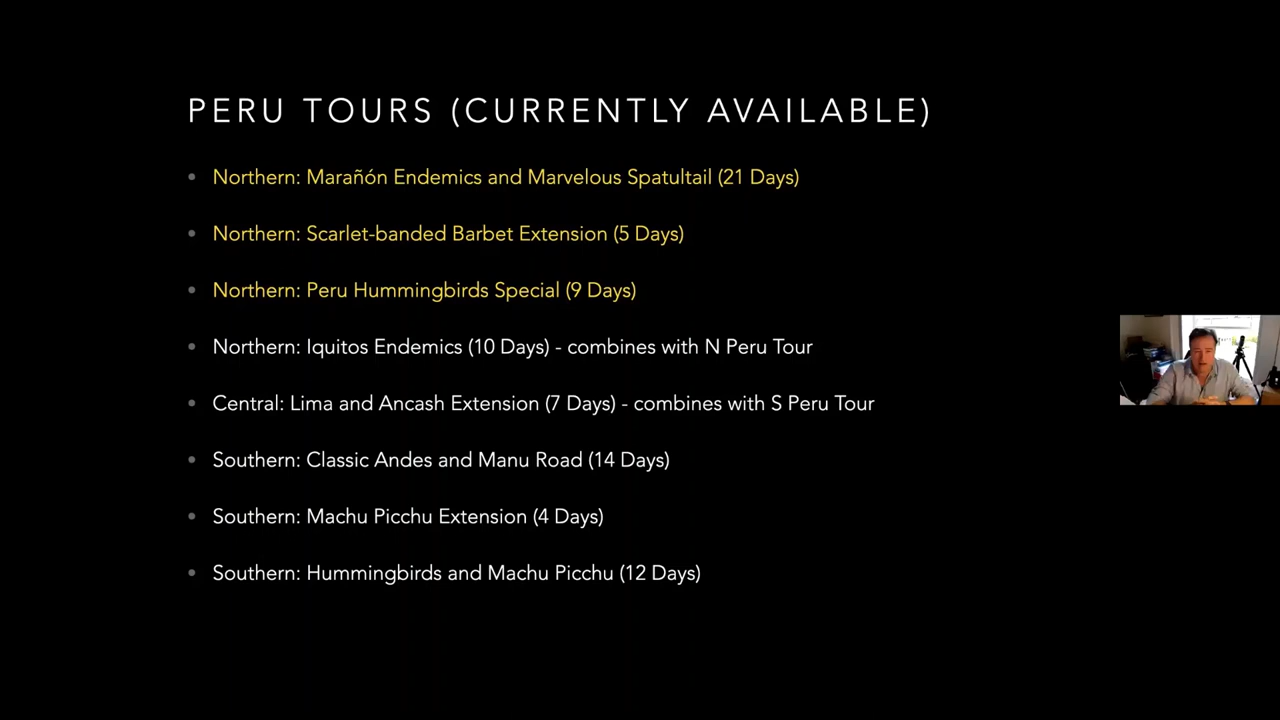 PERU TOURS (CURRENTLY AVAILABLE)
• Northern: Marañón Endemics and Marvelous Spatultail (21 Days)
• Northern: Scarlet-banded Barbet Extension (5 Days)
• Northern: Peru Hummingbirds Special (9 Days)
• Northern: Iquitos Endemics (10 Days) - combines with N Peru Tour
• Central: Lima and Ancash Extension (7 Days) - combines with S Peru Tour
• Southern: Classic Andes and Manu Road (14 Days)
• Southern: Machu Picchu Extension (4 Days)
• Southern: Hummingbirds and Machu Picchu (12 Days)